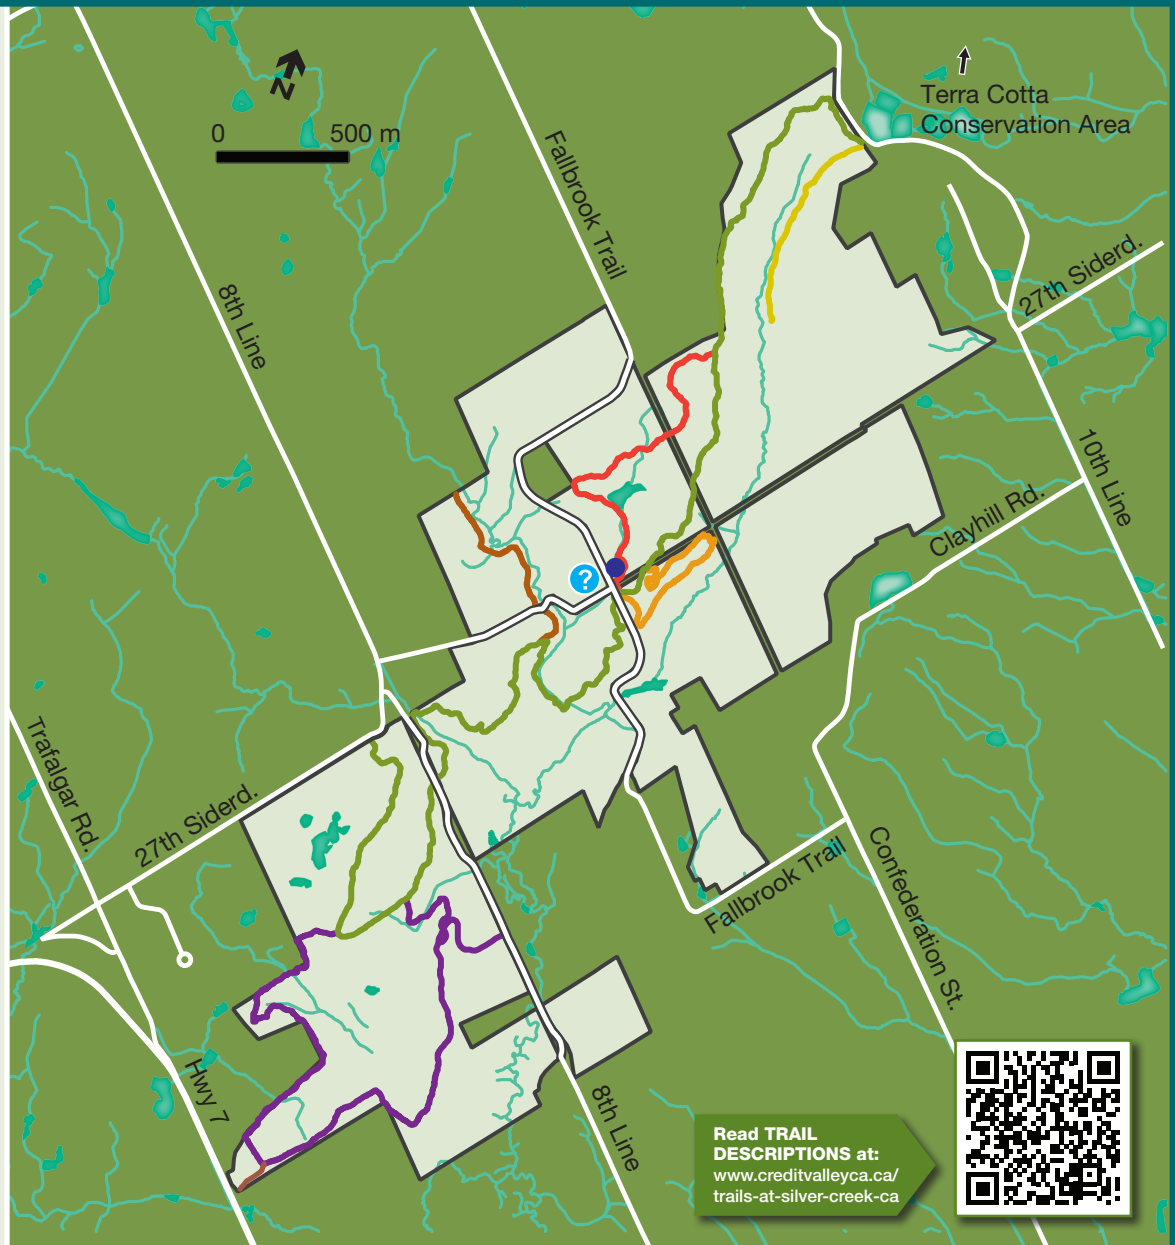 N
0 500 m
Terra Cotta
Conservation Area
Fallbrook Trail
8th Line
27th Siderd.
10th Line
Clayhill Rd.
?
Trafalgar Rd.
27th Siderd.
Fallbrook Trail
Confederation St.
Hwy 7
8th Line
Read TRAIL
DESCRIPTIONS at:
www.creditvalleyca.ca/
trails-at-silver-creek-ca